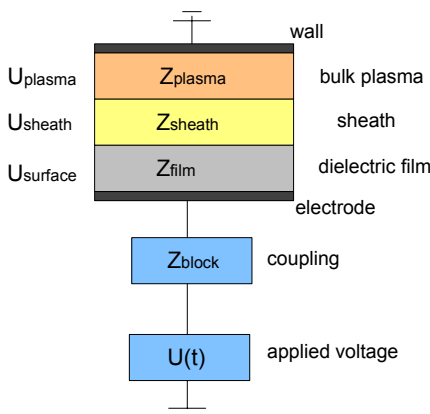 wall
Uplasma Zplasma bulk plasma
Usheath Zsheath sheath
Usurface Zfilm dielectric film
electrode
Zblock coupling
U(t) applied voltage